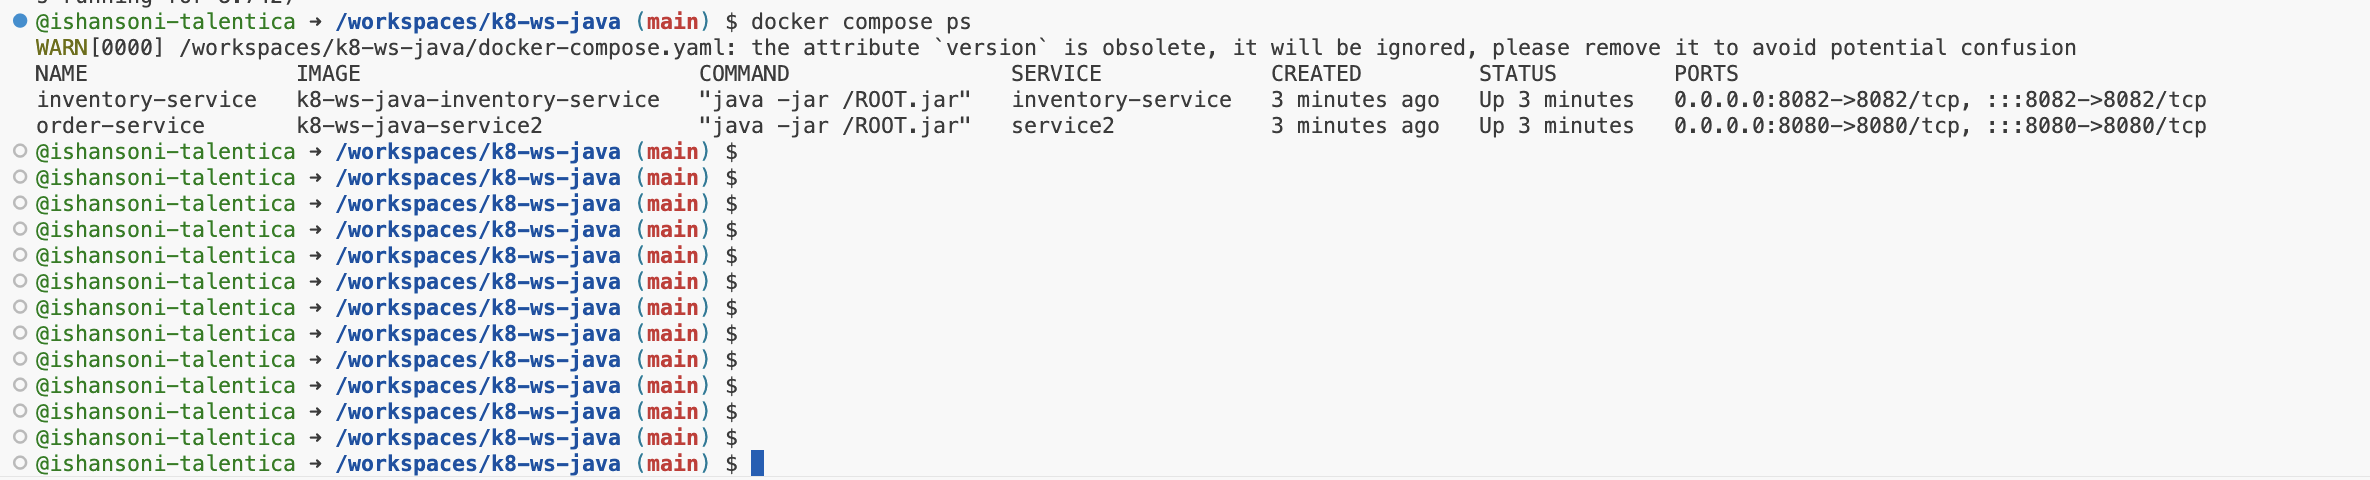 @ishansoni-talentica → /workspaces/k8-ws-java (main) $ docker compose ps
WARN[0000] /workspaces/k8-ws-java/docker-compose.yaml: the attribute `version` is obsolete, it will be ignored, please remove it to avoid potential confusion
NAME IMAGE COMMAND SERVICE CREATED STATUS PORTS
inventory-service k8-ws-java-inventory-service "java -jar /ROOT.jar" inventory-service 3 minutes ago Up 3 minutes 0.0.0.0:8082->8082/tcp, :::8082->8082/tcp
order-service k8-ws-java-service2 "java -jar /ROOT.jar" service2 3 minutes ago Up 3 minutes 0.0.0.0:8080->8080/tcp, :::8080->8080/tcp
@ishansoni-talentica → /workspaces/k8-ws-java (main) $
@ishansoni-talentica → /workspaces/k8-ws-java (main) $
@ishansoni-talentica → /workspaces/k8-ws-java (main) $
@ishansoni-talentica → /workspaces/k8-ws-java (main) $
@ishansoni-talentica → /workspaces/k8-ws-java (main) $
@ishansoni-talentica → /workspaces/k8-ws-java (main) $
@ishansoni-talentica → /workspaces/k8-ws-java (main) $
@ishansoni-talentica → /workspaces/k8-ws-java (main) $
@ishansoni-talentica → /workspaces/k8-ws-java (main) $
@ishansoni-talentica → /workspaces/k8-ws-java (main) $
@ishansoni-talentica → /workspaces/k8-ws-java (main) $
@ishansoni-talentica → /workspaces/k8-ws-java (main) $
@ishansoni-talentica → /workspaces/k8-ws-java (main) $